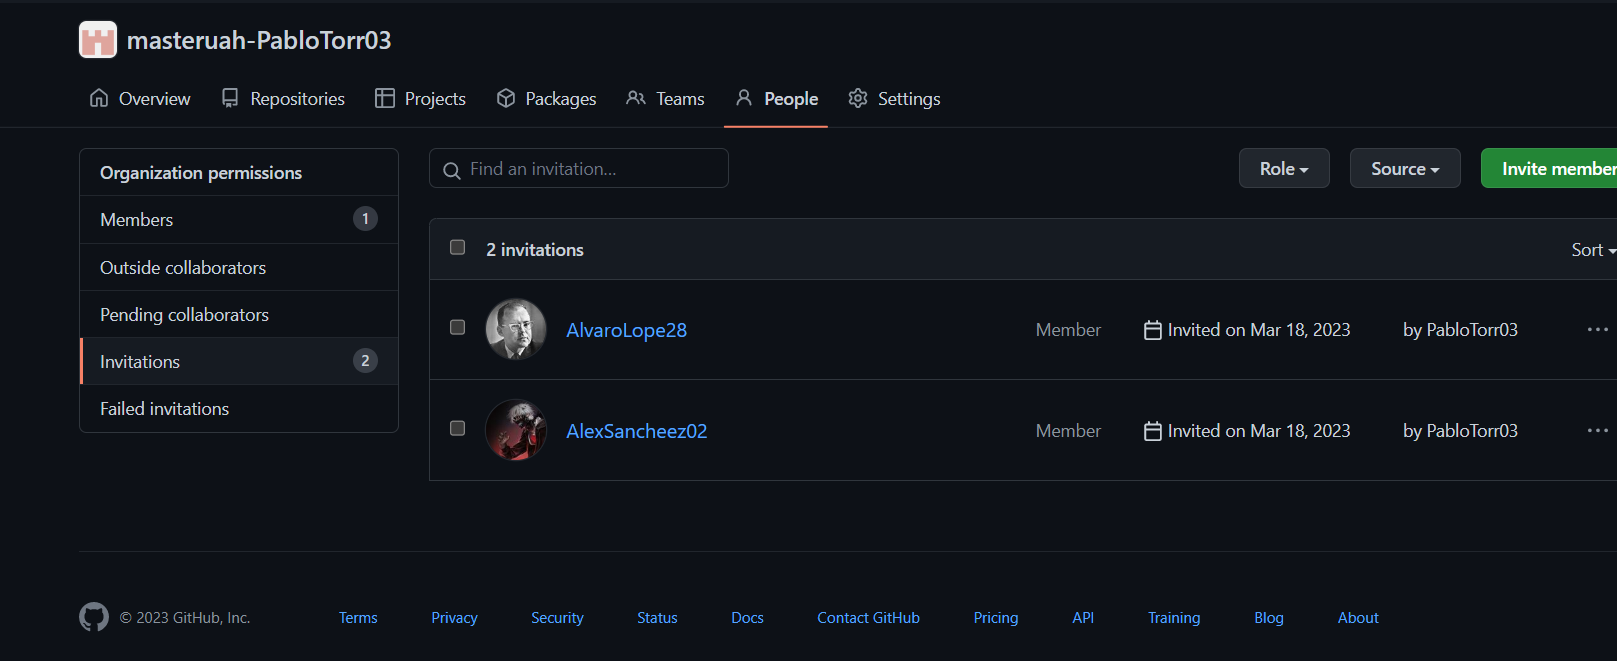 masteruah-PabloTorr03
Overview Repositories Projects Packages Teams People Settings
Organization permissions
Members 1
Outside collaborators
Pending collaborators
Invitations 2
Failed invitations
Find an invitation...
Role Source Invite member
2 invitations Sort
AlvaroLope28 Member Invited on Mar 18, 2023 by PabloTorr03
AlexSancheez02 Member Invited on Mar 18, 2023 by PabloTorr03
© 2023 GitHub, Inc. Terms Privacy Security Status Docs Contact GitHub Pricing API Training Blog About